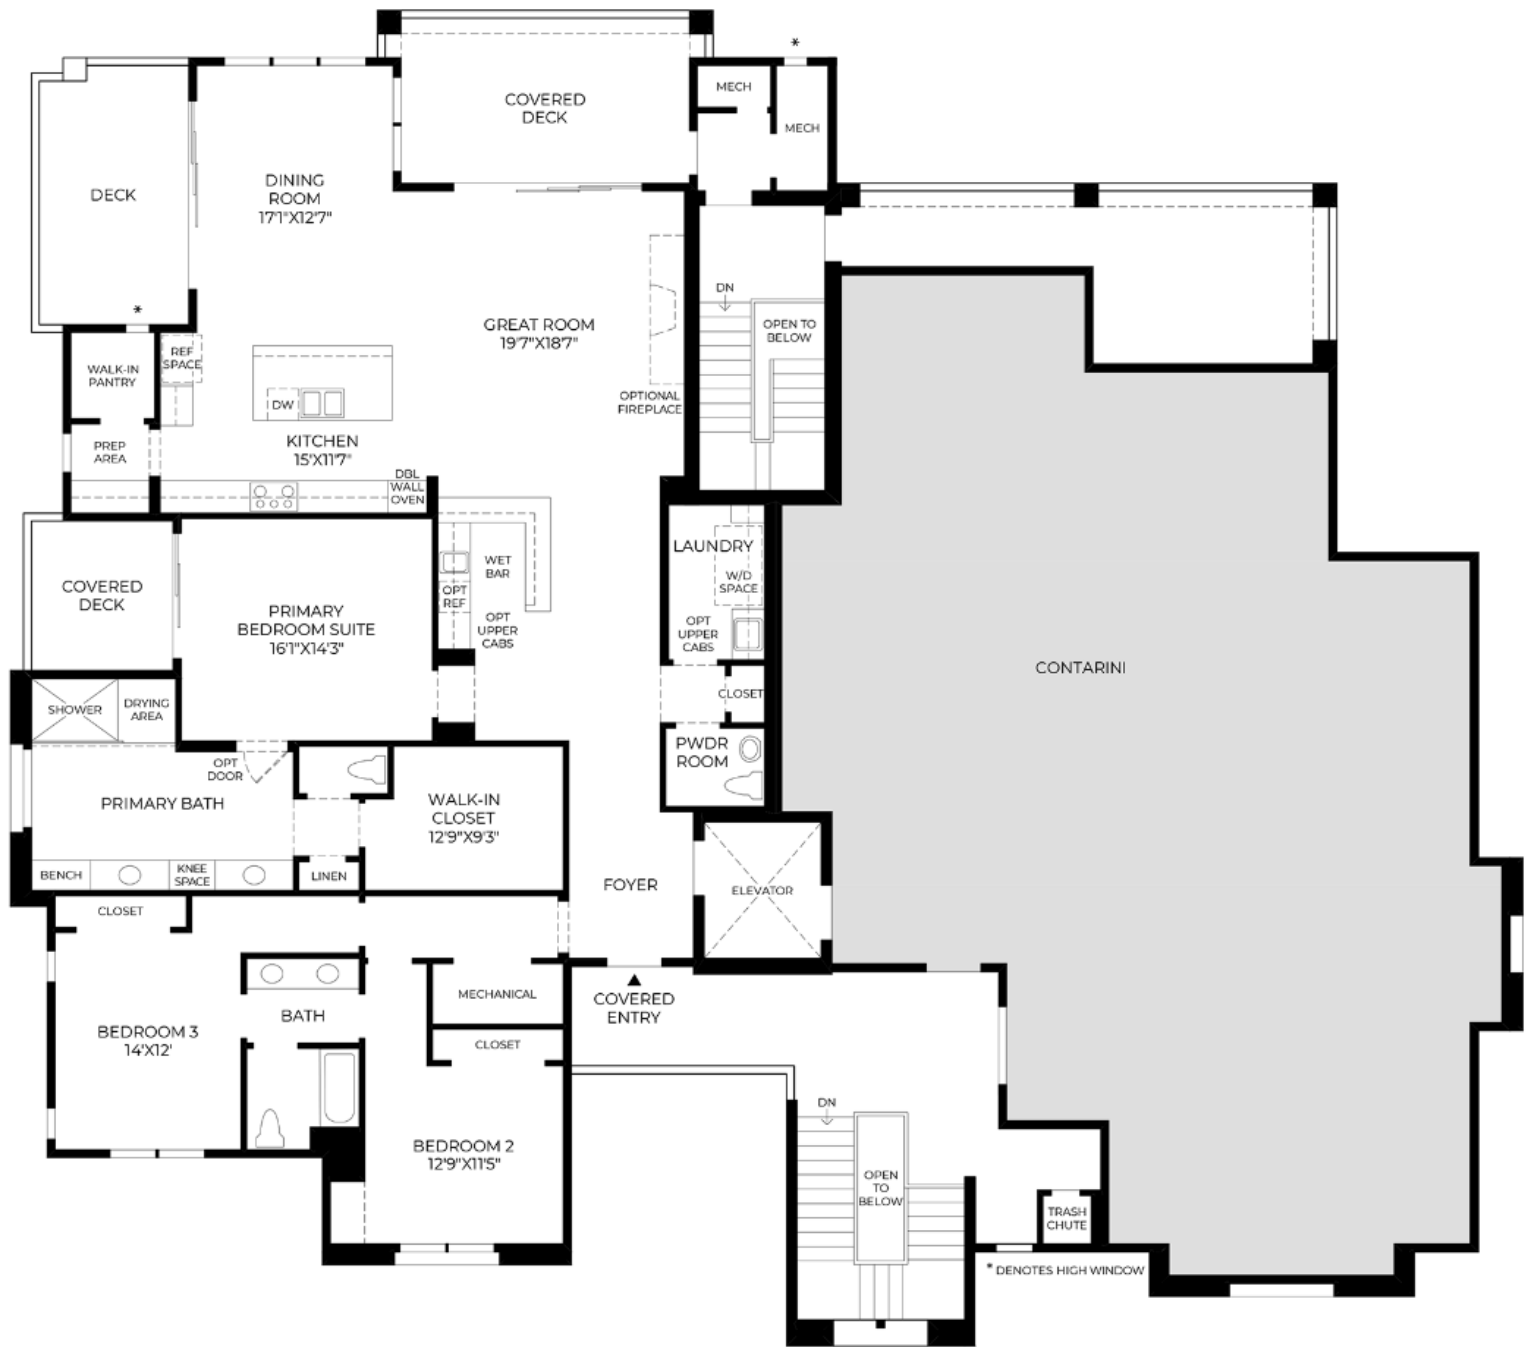 *
MECH
COVERED
DECK
MECH
DINING
ROOM
17'1"X12'7"
DECK
*
DN
GREAT ROOM
19'7"X18'7"
OPEN TO
BELOW
REF
SPACE
WALK-IN
PANTRY
DW
OPTIONAL
FIREPLACE
KITCHEN
15'X11'7"
PREP
AREA
DBL
WALL
OVEN
LAUNDRY
W/D
SPACE
WET
BAR
OPT
REF
COVERED
DECK
PRIMARY
BEDROOM SUITE
16'1"X14'3"
OPT
UPPER
CABS
OPT
UPPER
CABS
CONTARINI
CLOSET
SHOWER
DRYING
AREA
PWDR
ROOM
OPT
DOOR
PRIMARY BATH
WALK-IN
CLOSET
12'9"X9'3"
BENCH
KNEE
SPACE
LINEN
FOYER
ELEVATOR
CLOSET
MECHANICAL
COVERED
ENTRY
BATH
BEDROOM 3
14'X12'
CLOSET
DN
BEDROOM 2
12'9"X11'5"
OPEN
TO
BELOW
TRASH
CHUTE
* DENOTES HIGH WINDOW